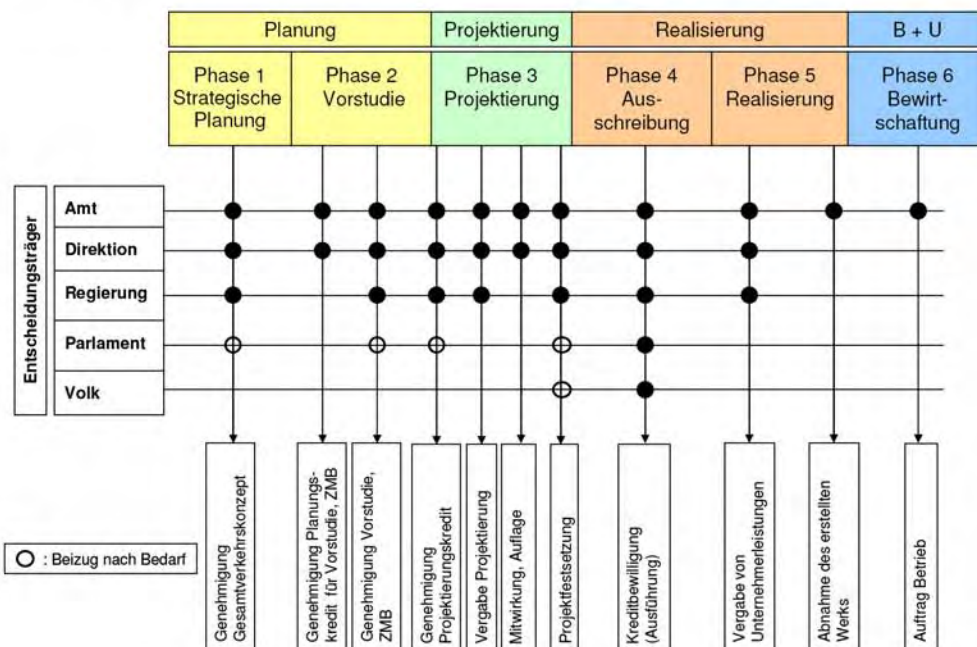 Planung
Projektierung
Realisierung
B + U
Phase 1
Strategische
Planung
Phase 2
Vorstudie
Phase 3
Projektierung
Phase 4
Aus-
schreibung
Phase 5
Realisierung
Phase 6
Bewirt-
schaftung
Entscheidungsträger
Amt
Direktion
Regierung
Parlament
Volk
: Beizug nach Bedarf
Genehmigung
Gesamtverkehrskonzept
Genehmigung Planungs-
kredit für Vorstudie, ZMB
Genehmigung Vorstudie,
ZMB
Genehmigung
Projektierungskredit
Vergabe Projektierung
Mitwirkung, Auflage
Projektfestsetzung
Kreditbewilligung
(Ausführung)
Vergabe von
Unternehmerleistungen
Abnahme des erstellten
Werks
Auftrag Betrieb